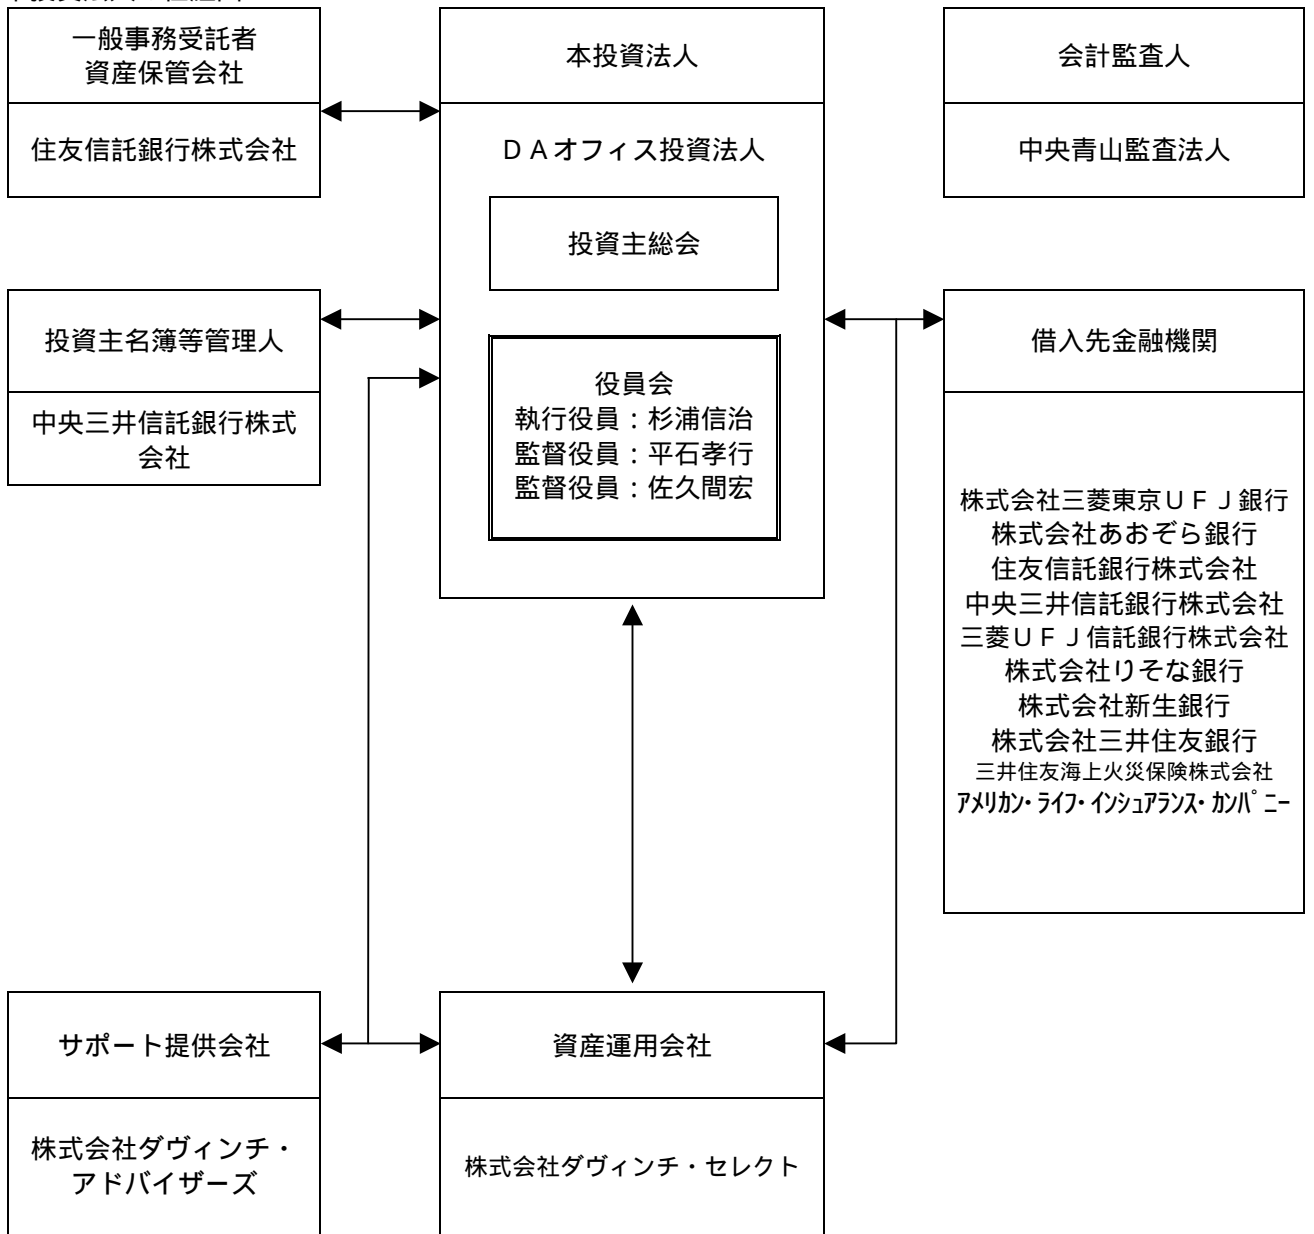 一般事務受託者
資産保管会社
住友信託銀行株式会社
投資主名簿等管理人
中央三井信託銀行株式
会社
本投資法人
ＤＡオフィス投資法人
投資主総会
役員会
執行役員：杉浦信治
監督役員：平石孝行
監督役員：佐久間宏
会計監査人
中央青山監査法人
借入先金融機関
株式会社三菱東京ＵＦＪ銀行
株式会社あおぞら銀行
住友信託銀行株式会社
中央三井信託銀行株式会社
三菱ＵＦＪ信託銀行株式会社
株式会社りそな銀行
株式会社新生銀行
株式会社三井住友銀行
三井住友海上火災保険株式会社
ｱﾒﾘｶﾝ･ﾗｲﾌ･ｲﾝｼｭｱﾗﾝｽ･ｶﾝﾊﾟﾆｰ
サポート提供会社
株式会社ダヴィンチ・
アドバイザーズ
資産運用会社
株式会社ダヴィンチ・セレクト